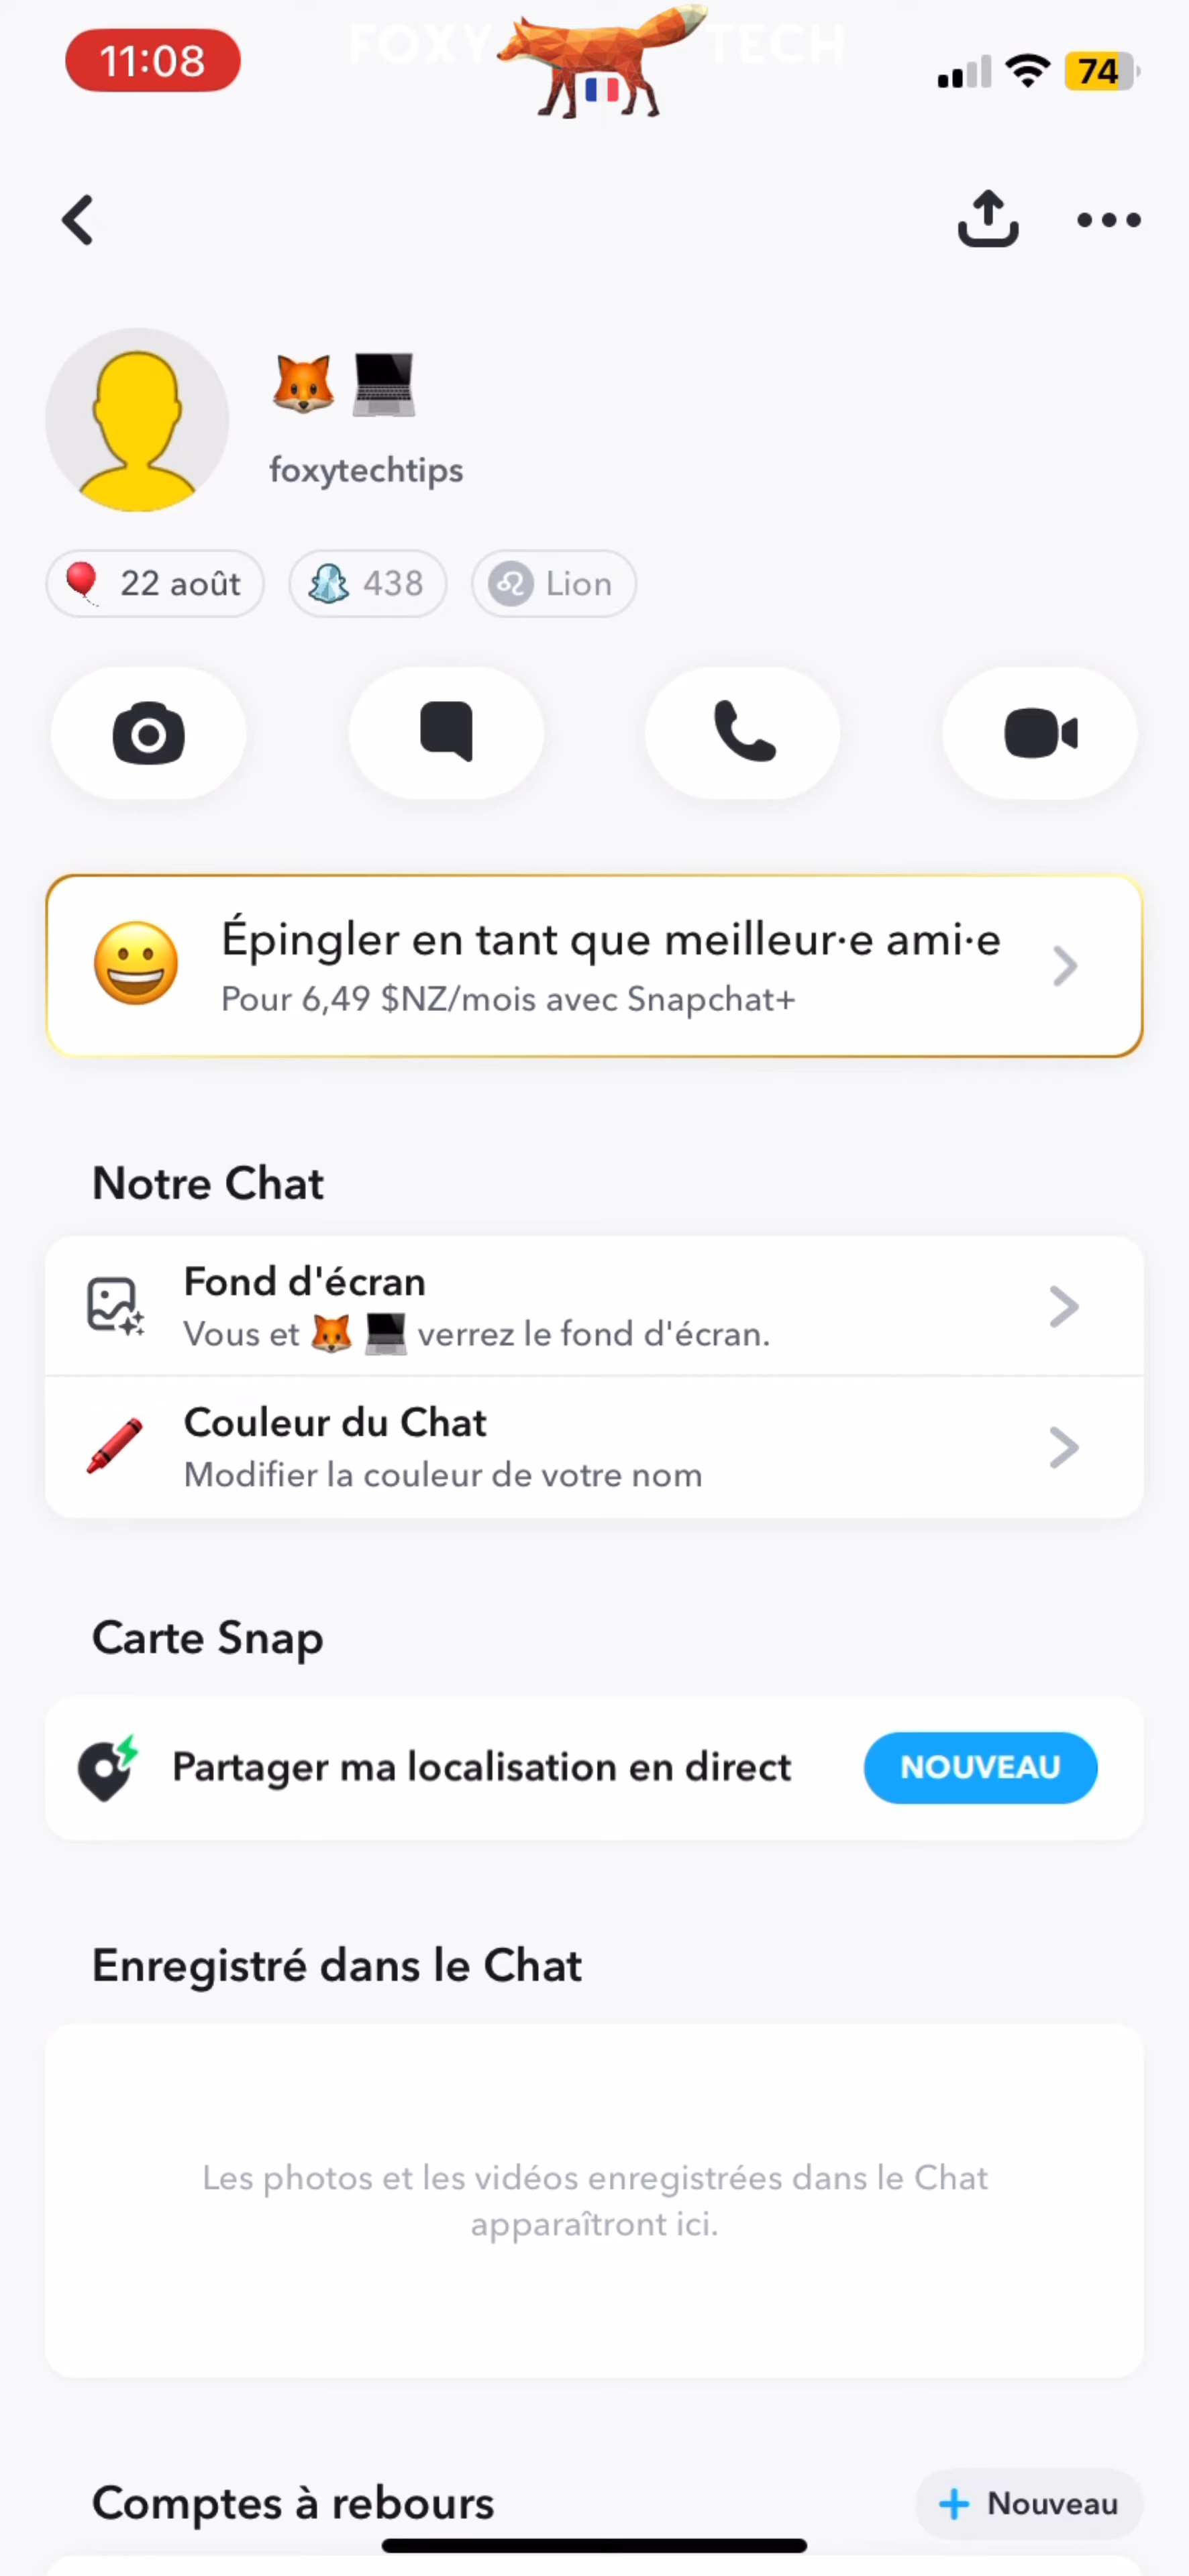 11:08
FOXY TECH
74
🦊 💻
foxytechtips
22 août
438
Lion
Épingler en tant que meilleur·e ami·e
Pour 6,49 $NZ/mois avec Snapchat+
Notre Chat
Fond d'écran
Vous et 🦊 💻 verrez le fond d'écran.
Couleur du Chat
Modifier la couleur de votre nom
Carte Snap
Partager ma localisation en direct
NOUVEAU
Enregistré dans le Chat
Les photos et les vidéos enregistrées dans le Chat
apparaîtront ici.
Comptes à rebours
+ Nouveau